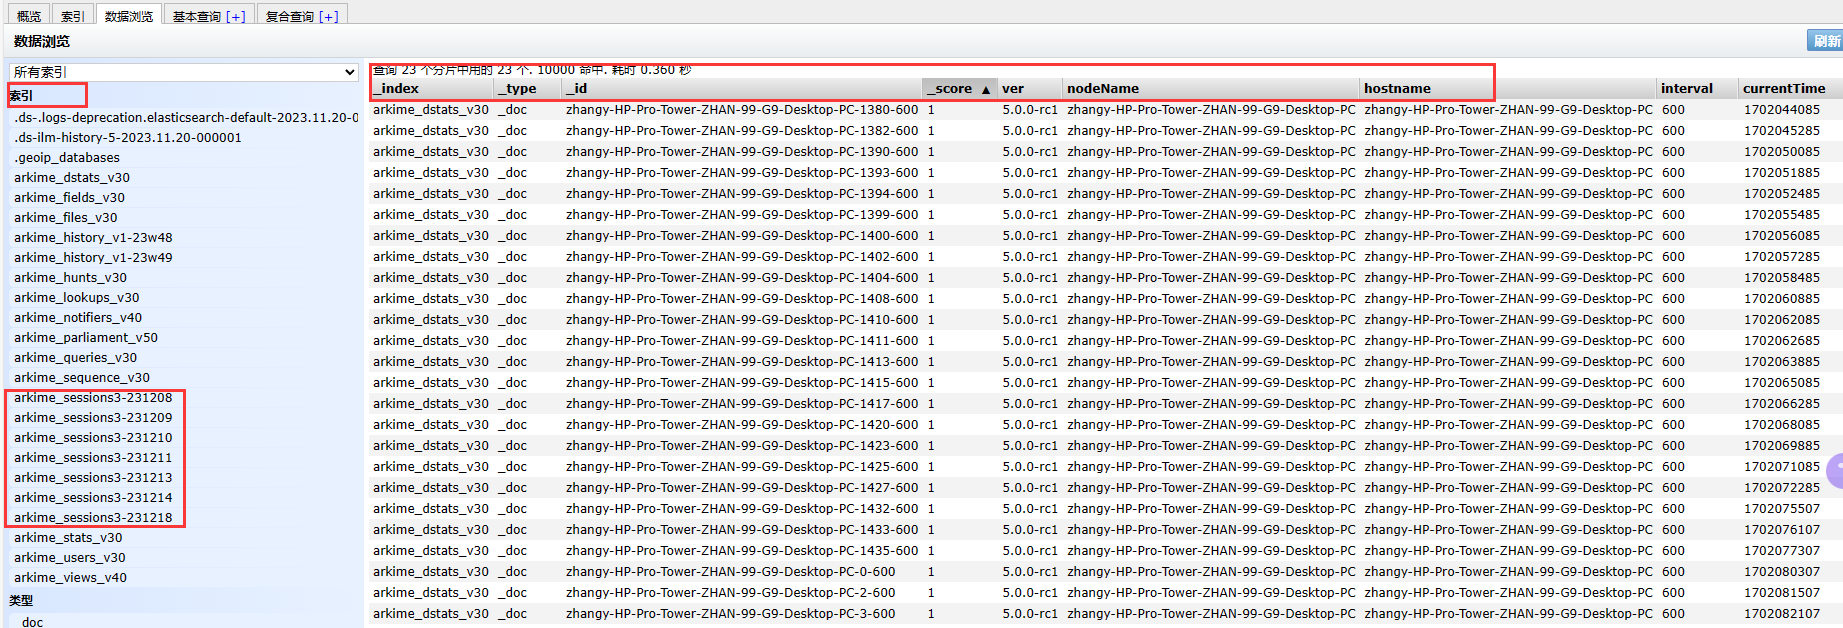 概览 索引 数据浏览 基本查询 [+] 复合查询 [+]
数据浏览 刷新
所有索引
索引
.ds-.logs-deprecation.elasticsearch-default-2023.11.20-0
.ds-ilm-history-5-2023.11.20-000001
.geoip_databases
arkime_dstats_v30
arkime_fields_v30
arkime_files_v30
arkime_history_v1-23w48
arkime_history_v1-23w49
arkime_hunts_v30
arkime_lookups_v30
arkime_notifiers_v40
arkime_parliament_v50
arkime_queries_v30
arkime_sequence_v30
arkime_sessions3-231208
arkime_sessions3-231209
arkime_sessions3-231210
arkime_sessions3-231211
arkime_sessions3-231213
arkime_sessions3-231214
arkime_sessions3-231218
arkime_stats_v30
arkime_users_v30
arkime_views_v40
类型
_doc
查询 23 个分片中用的 23 个. 10000 命中. 耗时 0.360 秒
_index _type _id _score ▲ ver nodeName hostname interval currentTime
arkime_dstats_v30 _doc zhangy-HP-Pro-Tower-ZHAN-99-G9-Desktop-PC-1380-600 1 5.0.0-rc1 zhangy-HP-Pro-Tower-ZHAN-99-G9-Desktop-PC zhangy-HP-Pro-Tower-ZHAN-99-G9-Desktop-PC 600 1702044085
arkime_dstats_v30 _doc zhangy-HP-Pro-Tower-ZHAN-99-G9-Desktop-PC-1382-600 1 5.0.0-rc1 zhangy-HP-Pro-Tower-ZHAN-99-G9-Desktop-PC zhangy-HP-Pro-Tower-ZHAN-99-G9-Desktop-PC 600 1702045285
arkime_dstats_v30 _doc zhangy-HP-Pro-Tower-ZHAN-99-G9-Desktop-PC-1390-600 1 5.0.0-rc1 zhangy-HP-Pro-Tower-ZHAN-99-G9-Desktop-PC zhangy-HP-Pro-Tower-ZHAN-99-G9-Desktop-PC 600 1702050085
arkime_dstats_v30 _doc zhangy-HP-Pro-Tower-ZHAN-99-G9-Desktop-PC-1393-600 1 5.0.0-rc1 zhangy-HP-Pro-Tower-ZHAN-99-G9-Desktop-PC zhangy-HP-Pro-Tower-ZHAN-99-G9-Desktop-PC 600 1702051885
arkime_dstats_v30 _doc zhangy-HP-Pro-Tower-ZHAN-99-G9-Desktop-PC-1394-600 1 5.0.0-rc1 zhangy-HP-Pro-Tower-ZHAN-99-G9-Desktop-PC zhangy-HP-Pro-Tower-ZHAN-99-G9-Desktop-PC 600 1702052485
arkime_dstats_v30 _doc zhangy-HP-Pro-Tower-ZHAN-99-G9-Desktop-PC-1399-600 1 5.0.0-rc1 zhangy-HP-Pro-Tower-ZHAN-99-G9-Desktop-PC zhangy-HP-Pro-Tower-ZHAN-99-G9-Desktop-PC 600 1702055485
arkime_dstats_v30 _doc zhangy-HP-Pro-Tower-ZHAN-99-G9-Desktop-PC-1400-600 1 5.0.0-rc1 zhangy-HP-Pro-Tower-ZHAN-99-G9-Desktop-PC zhangy-HP-Pro-Tower-ZHAN-99-G9-Desktop-PC 600 1702056085
arkime_dstats_v30 _doc zhangy-HP-Pro-Tower-ZHAN-99-G9-Desktop-PC-1402-600 1 5.0.0-rc1 zhangy-HP-Pro-Tower-ZHAN-99-G9-Desktop-PC zhangy-HP-Pro-Tower-ZHAN-99-G9-Desktop-PC 600 1702057285
arkime_dstats_v30 _doc zhangy-HP-Pro-Tower-ZHAN-99-G9-Desktop-PC-1404-600 1 5.0.0-rc1 zhangy-HP-Pro-Tower-ZHAN-99-G9-Desktop-PC zhangy-HP-Pro-Tower-ZHAN-99-G9-Desktop-PC 600 1702058485
arkime_dstats_v30 _doc zhangy-HP-Pro-Tower-ZHAN-99-G9-Desktop-PC-1408-600 1 5.0.0-rc1 zhangy-HP-Pro-Tower-ZHAN-99-G9-Desktop-PC zhangy-HP-Pro-Tower-ZHAN-99-G9-Desktop-PC 600 1702060885
arkime_dstats_v30 _doc zhangy-HP-Pro-Tower-ZHAN-99-G9-Desktop-PC-1410-600 1 5.0.0-rc1 zhangy-HP-Pro-Tower-ZHAN-99-G9-Desktop-PC zhangy-HP-Pro-Tower-ZHAN-99-G9-Desktop-PC 600 1702062085
arkime_dstats_v30 _doc zhangy-HP-Pro-Tower-ZHAN-99-G9-Desktop-PC-1411-600 1 5.0.0-rc1 zhangy-HP-Pro-Tower-ZHAN-99-G9-Desktop-PC zhangy-HP-Pro-Tower-ZHAN-99-G9-Desktop-PC 600 1702062685
arkime_dstats_v30 _doc zhangy-HP-Pro-Tower-ZHAN-99-G9-Desktop-PC-1413-600 1 5.0.0-rc1 zhangy-HP-Pro-Tower-ZHAN-99-G9-Desktop-PC zhangy-HP-Pro-Tower-ZHAN-99-G9-Desktop-PC 600 1702063885
arkime_dstats_v30 _doc zhangy-HP-Pro-Tower-ZHAN-99-G9-Desktop-PC-1415-600 1 5.0.0-rc1 zhangy-HP-Pro-Tower-ZHAN-99-G9-Desktop-PC zhangy-HP-Pro-Tower-ZHAN-99-G9-Desktop-PC 600 1702065085
arkime_dstats_v30 _doc zhangy-HP-Pro-Tower-ZHAN-99-G9-Desktop-PC-1417-600 1 5.0.0-rc1 zhangy-HP-Pro-Tower-ZHAN-99-G9-Desktop-PC zhangy-HP-Pro-Tower-ZHAN-99-G9-Desktop-PC 600 1702066285
arkime_dstats_v30 _doc zhangy-HP-Pro-Tower-ZHAN-99-G9-Desktop-PC-1420-600 1 5.0.0-rc1 zhangy-HP-Pro-Tower-ZHAN-99-G9-Desktop-PC zhangy-HP-Pro-Tower-ZHAN-99-G9-Desktop-PC 600 1702068085
arkime_dstats_v30 _doc zhangy-HP-Pro-Tower-ZHAN-99-G9-Desktop-PC-1423-600 1 5.0.0-rc1 zhangy-HP-Pro-Tower-ZHAN-99-G9-Desktop-PC zhangy-HP-Pro-Tower-ZHAN-99-G9-Desktop-PC 600 1702069885
arkime_dstats_v30 _doc zhangy-HP-Pro-Tower-ZHAN-99-G9-Desktop-PC-1425-600 1 5.0.0-rc1 zhangy-HP-Pro-Tower-ZHAN-99-G9-Desktop-PC zhangy-HP-Pro-Tower-ZHAN-99-G9-Desktop-PC 600 1702071085
arkime_dstats_v30 _doc zhangy-HP-Pro-Tower-ZHAN-99-G9-Desktop-PC-1427-600 1 5.0.0-rc1 zhangy-HP-Pro-Tower-ZHAN-99-G9-Desktop-PC zhangy-HP-Pro-Tower-ZHAN-99-G9-Desktop-PC 600 1702072285
arkime_dstats_v30 _doc zhangy-HP-Pro-Tower-ZHAN-99-G9-Desktop-PC-1432-600 1 5.0.0-rc1 zhangy-HP-Pro-Tower-ZHAN-99-G9-Desktop-PC zhangy-HP-Pro-Tower-ZHAN-99-G9-Desktop-PC 600 1702075507
arkime_dstats_v30 _doc zhangy-HP-Pro-Tower-ZHAN-99-G9-Desktop-PC-1433-600 1 5.0.0-rc1 zhangy-HP-Pro-Tower-ZHAN-99-G9-Desktop-PC zhangy-HP-Pro-Tower-ZHAN-99-G9-Desktop-PC 600 1702076107
arkime_dstats_v30 _doc zhangy-HP-Pro-Tower-ZHAN-99-G9-Desktop-PC-1435-600 1 5.0.0-rc1 zhangy-HP-Pro-Tower-ZHAN-99-G9-Desktop-PC zhangy-HP-Pro-Tower-ZHAN-99-G9-Desktop-PC 600 1702077307
arkime_dstats_v30 _doc zhangy-HP-Pro-Tower-ZHAN-99-G9-Desktop-PC-0-600 1 5.0.0-rc1 zhangy-HP-Pro-Tower-ZHAN-99-G9-Desktop-PC zhangy-HP-Pro-Tower-ZHAN-99-G9-Desktop-PC 600 1702080307
arkime_dstats_v30 _doc zhangy-HP-Pro-Tower-ZHAN-99-G9-Desktop-PC-2-600 1 5.0.0-rc1 zhangy-HP-Pro-Tower-ZHAN-99-G9-Desktop-PC zhangy-HP-Pro-Tower-ZHAN-99-G9-Desktop-PC 600 1702081507
arkime_dstats_v30 _doc zhangy-HP-Pro-Tower-ZHAN-99-G9-Desktop-PC-3-600 1 5.0.0-rc1 zhangy-HP-Pro-Tower-ZHAN-99-G9-Desktop-PC zhangy-HP-Pro-Tower-ZHAN-99-G9-Desktop-PC 600 1702082107